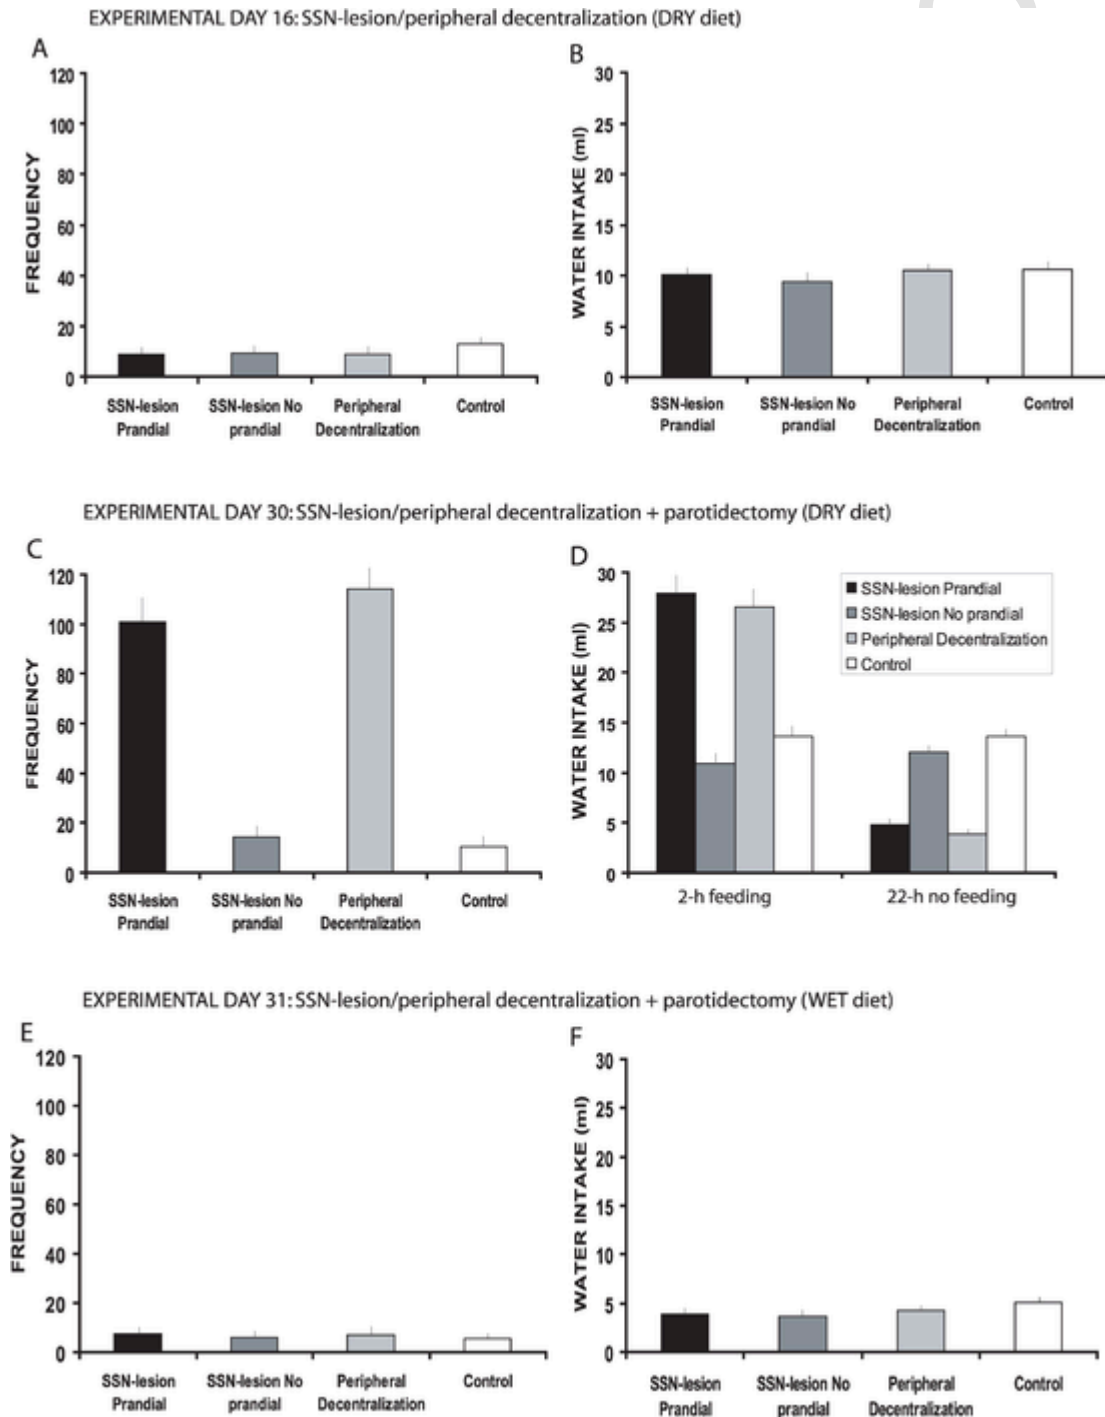 EXPERIMENTAL DAY 16: SSN-lesion/peripheral decentralization (DRY diet)
A
FREQUENCY
120
100
80
60
40
20
0
SSN-lesion Prandial
SSN-lesion No prandial
Peripheral Decentralization
Control
B
WATER INTAKE (ml)
30
25
20
15
10
5
0
SSN-lesion Prandial
SSN-lesion No prandial
Peripheral Decentralization
Control
EXPERIMENTAL DAY 30: SSN-lesion/peripheral decentralization + parotidectomy (DRY diet)
C
FREQUENCY
120
100
80
60
40
20
0
SSN-lesion Prandial
SSN-lesion No prandial
Peripheral Decentralization
Control
D
WATER INTAKE (ml)
30
25
20
15
10
5
0
SSN-lesion Prandial
SSN-lesion No prandial
Peripheral Decentralization
Control
2-h feeding
22-h no feeding
EXPERIMENTAL DAY 31: SSN-lesion/peripheral decentralization + parotidectomy (WET diet)
E
FREQUENCY
120
100
80
60
40
20
0
SSN-lesion Prandial
SSN-lesion No prandial
Peripheral Decentralization
Control
F
WATER INTAKE (ml)
30
25
20
15
10
5
0
SSN-lesion Prandial
SSN-lesion No prandial
Peripheral Decentralization
Control